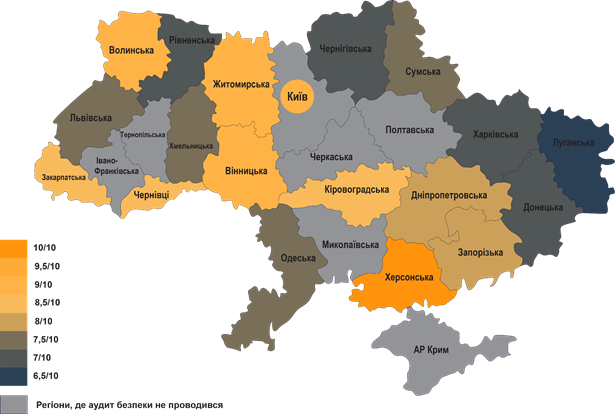 Волинська
Рівненська
Житомирська
Київ
Чернігівська
Сумська
Львівська
Тернопільська
Хмельницька
Івано-
Франківська
Закарпатська
Чернівці
Вінницька
Черкаська
Полтавська
Харківська
Луганська
Кіровоградська
Дніпропетровська
Донецька
Одеська
Миколаївська
Запорізька
Херсонська
АР Крим
10/10
9,5/10
9/10
8,5/10
8/10
7,5/10
7/10
6,5/10
Регіони, де аудит безпеки не проводився